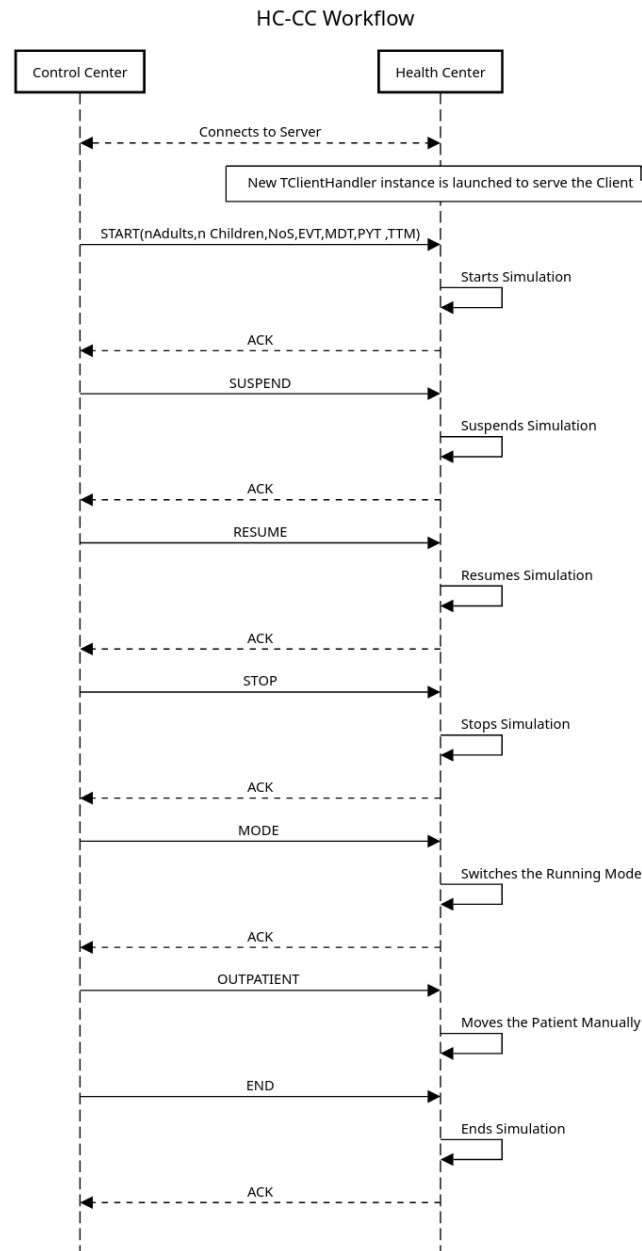 HC-CC Workflow
Control Center
Health Center
Connects to Server
New TClientHandler instance is launched to serve the Client
START(nAdults,n Children,NoS,EVT,MDT,PYT ,TTM)
Starts Simulation
ACK
SUSPEND
Suspends Simulation
ACK
RESUME
Resumes Simulation
ACK
STOP
Stops Simulation
ACK
MODE
Switches the Running Mode
ACK
OUTPATIENT
Moves the Patient Manually
END
Ends Simulation
ACK